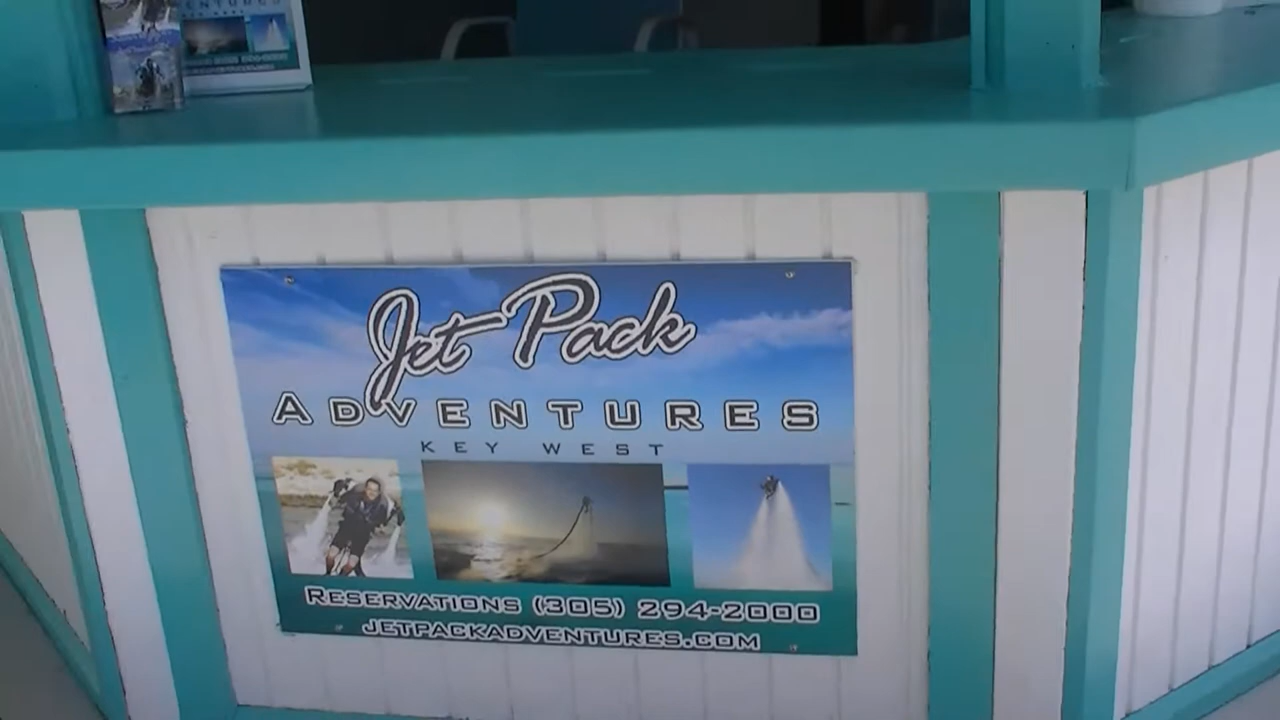 Jet Pack
ADVENTURES
KEY WEST
RESERVATIONS (305) 294-2000
JETPACKADVENTURES.COM